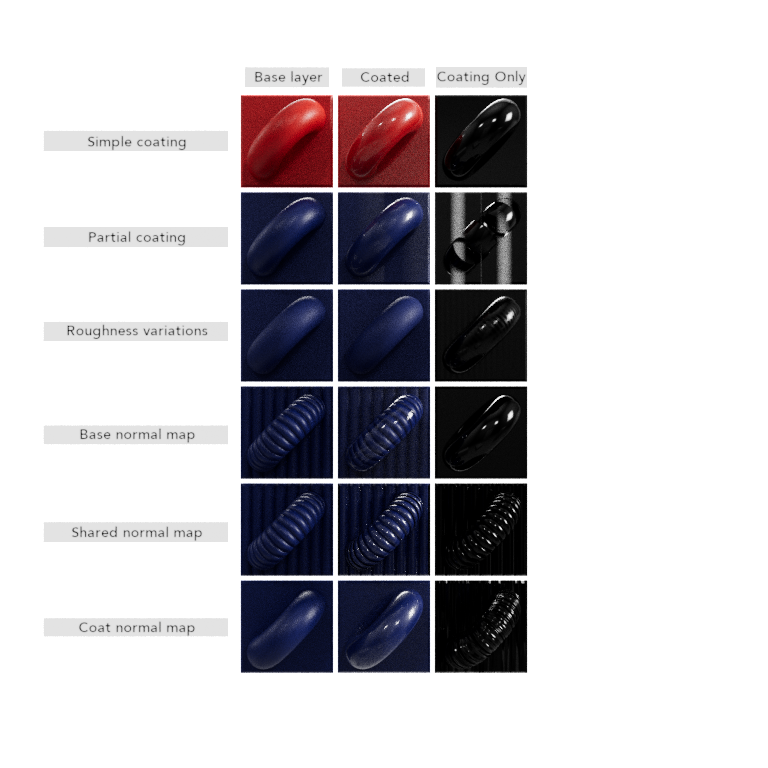 Base layer
Coated
Coating Only
Simple coating
Partial coating
Roughness variations
Base normal map
Shared normal map
Coat normal map